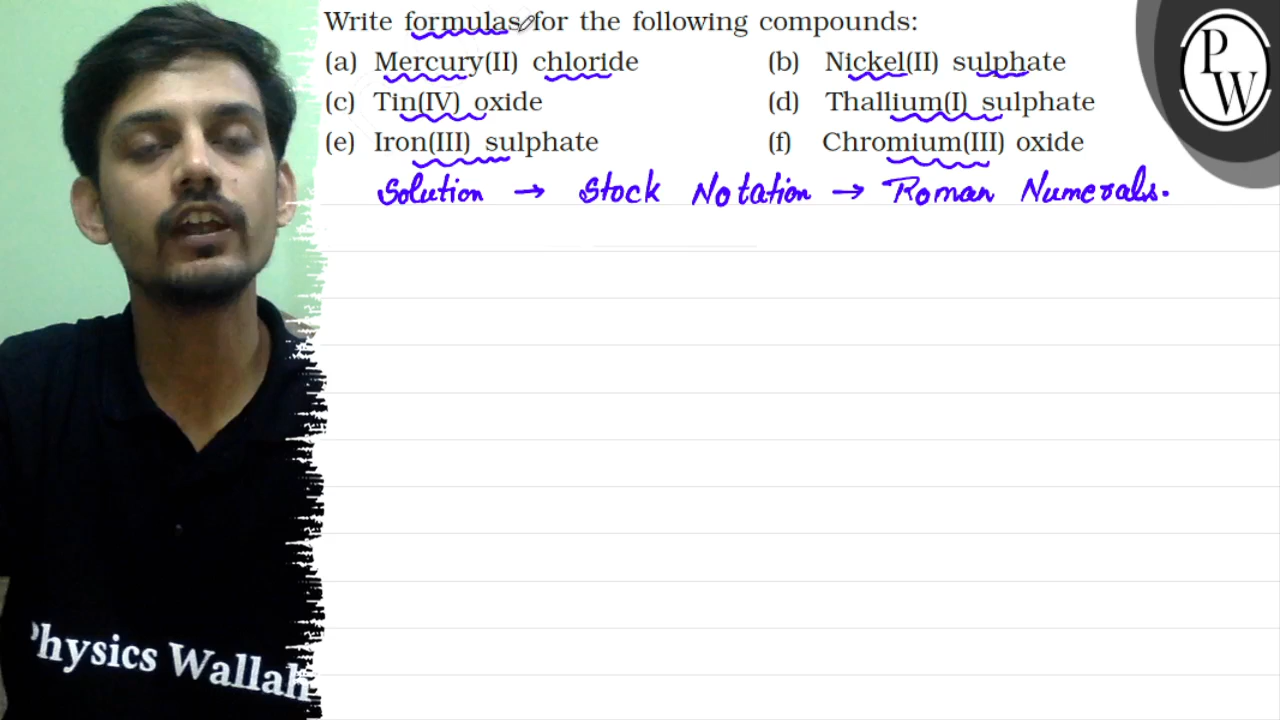 Write formulas for the following compounds:
(a) Mercury(II) chloride (b) Nickel(II) sulphate
(c) Tin(IV) oxide (d) Thallium(I) sulphate
(e) Iron(III) sulphate (f) Chromium(III) oxide
Solution → Stock Notation → Roman Numerals.
P
W
Physics Wallah